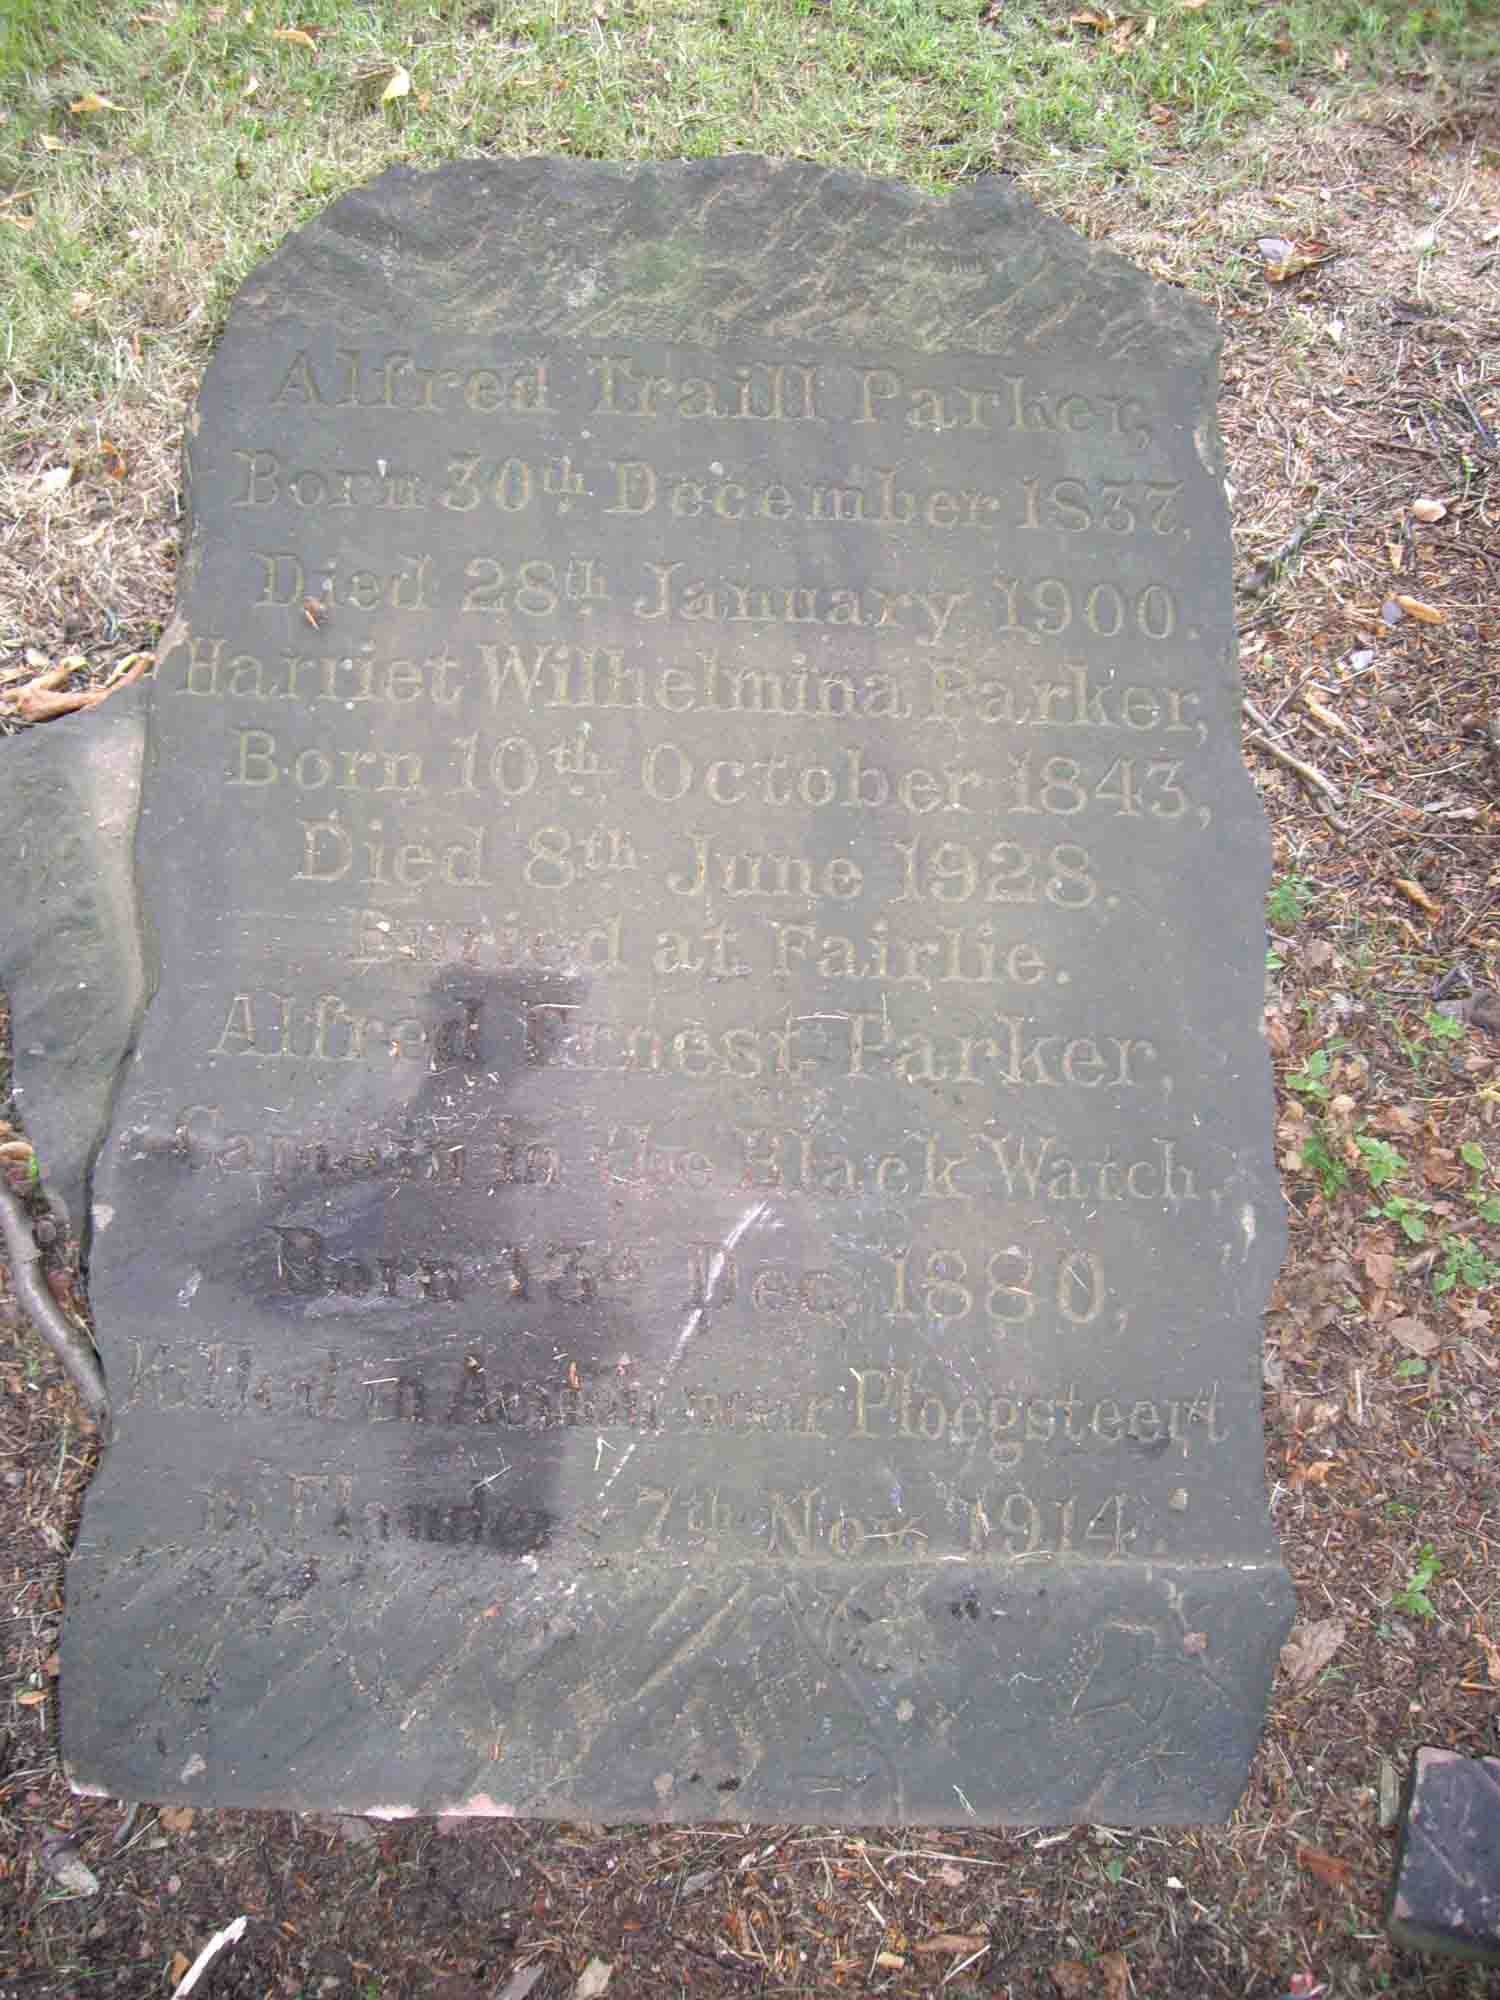 Alfred Traill Parker,
Born 30th December 1837.
Died 28th January 1900.
Harriet Wilhelmina Parker,
Born 10th October 1843,
Died 8th June 1928.
Buried at Fairlie.
Alfred Ernest Parker,
Captain in the Black Watch,
Born 13th Dec. 1880,
Killed in Action near Ploegsteert
in Flanders 7th Nov. 1914.